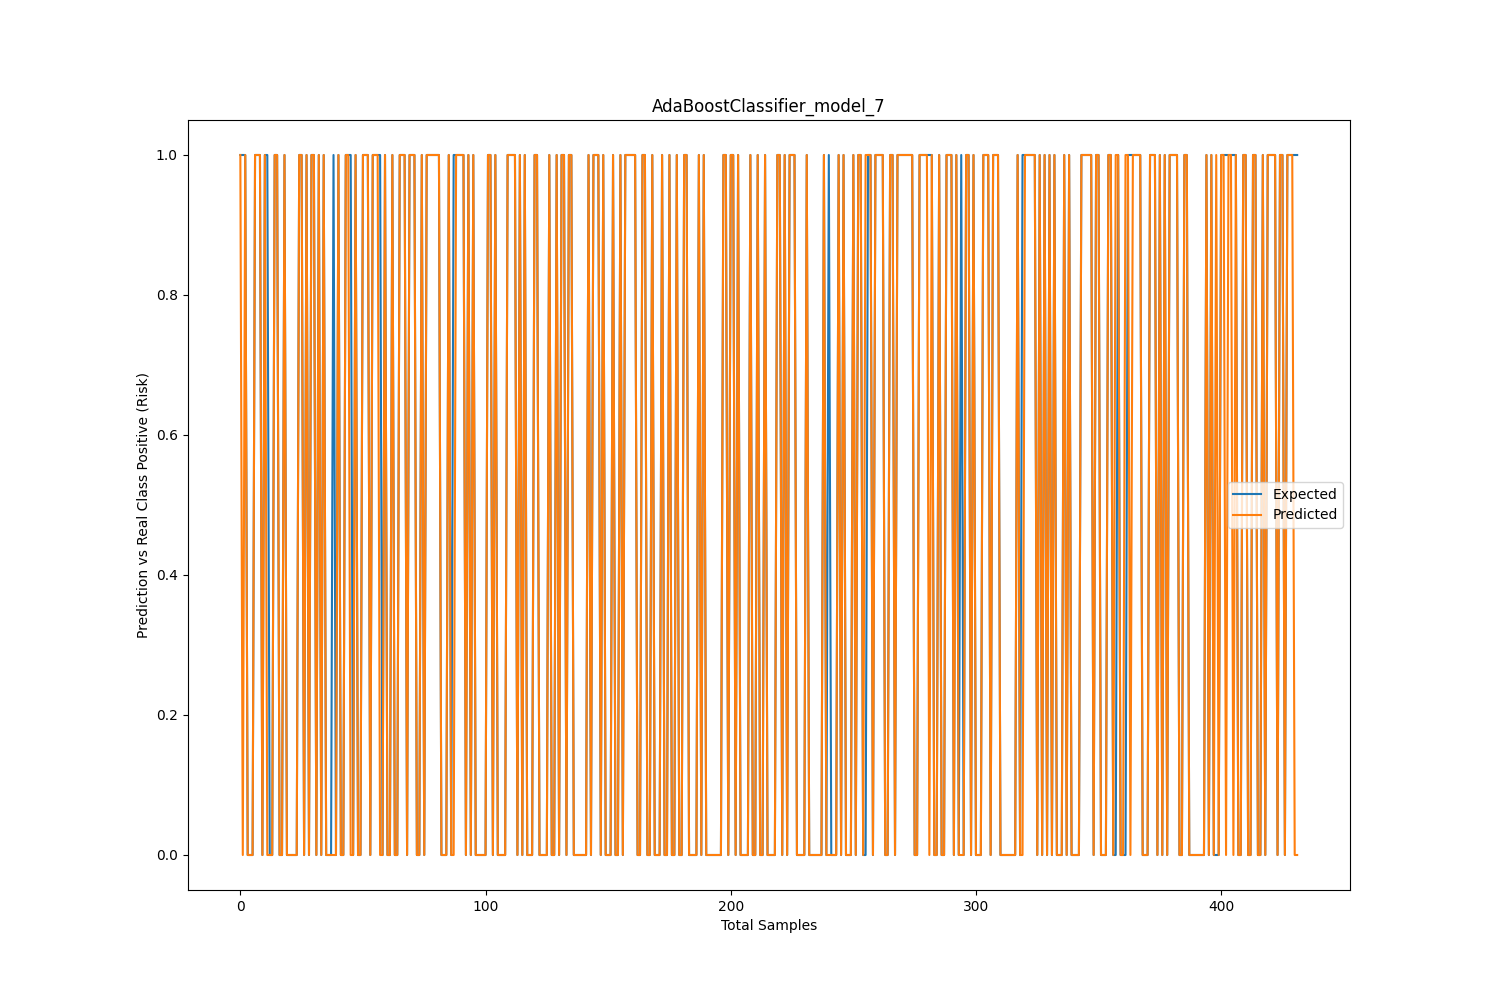 AdaBoostClassifier_model_7
Prediction vs Real Class Positive (Risk)
1.0
0.8
0.6
0.4
0.2
0.0
Expected
Predicted
0
100
200
300
400
Total Samples